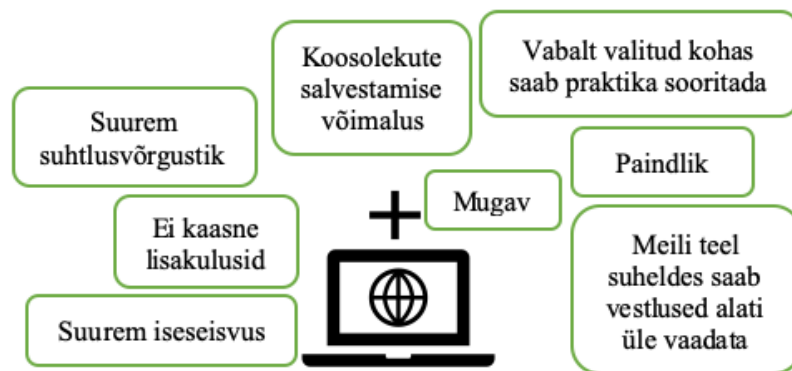 Koosolekute
salvestamise
võimalus
Vabalt valitud kohas
saab praktika sooritada
Suurem
suhtlusvõrgustik
Paindlik
Mugav
Ei kaasne
lisakulusid
Meili teel
suheldes saab
vestlused alati
üle vaadata
Suurem iseseisvus